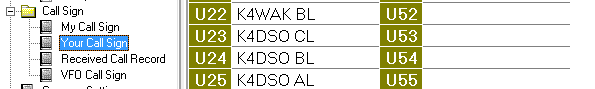 Call Sign
My Call Sign
Your Call Sign
Received Call Record
VFO Call Sign
U22 K4WAK BL U52
U23 K4DSO CL U53
U24 K4DSO BL U54
U25 K4DSO AL U55